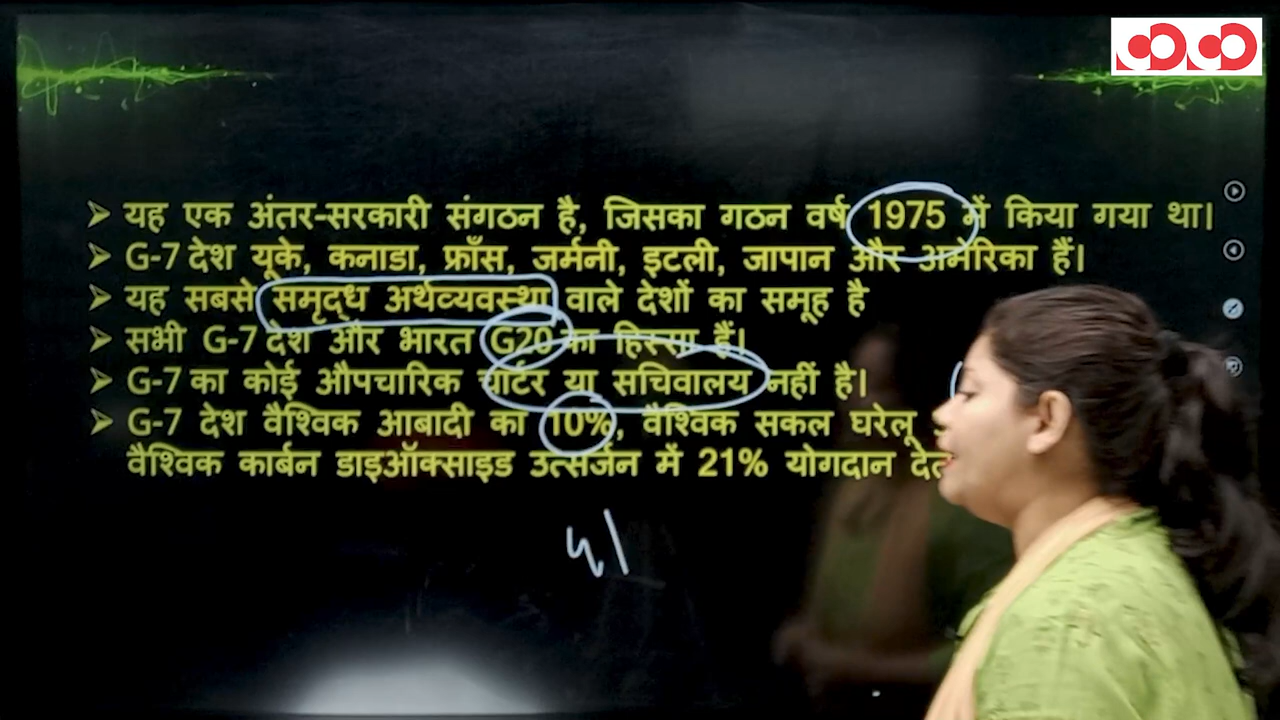 ➤ यह एक अंतर-सरकारी संगठन है, जिसका गठन वर्ष 1975 में किया गया था।
➤ G-7 देश यूके, कनाडा, फ्राँस, जर्मनी, इटली, जापान और अमेरिका हैं।
➤ यह सबसे समृद्ध अर्थव्यवस्था वाले देशों का समूह है
➤ सभी G-7 देश और भारत G20 का हिस्सा हैं।
➤ G-7 का कोई औपचारिक चार्टर या सचिवालय नहीं है।
➤ G-7 देश वैश्विक आबादी का 10%, वैश्विक सकल घरेलू
वैश्विक कार्बन डाइऑक्साइड उत्सर्जन में 21% योगदान